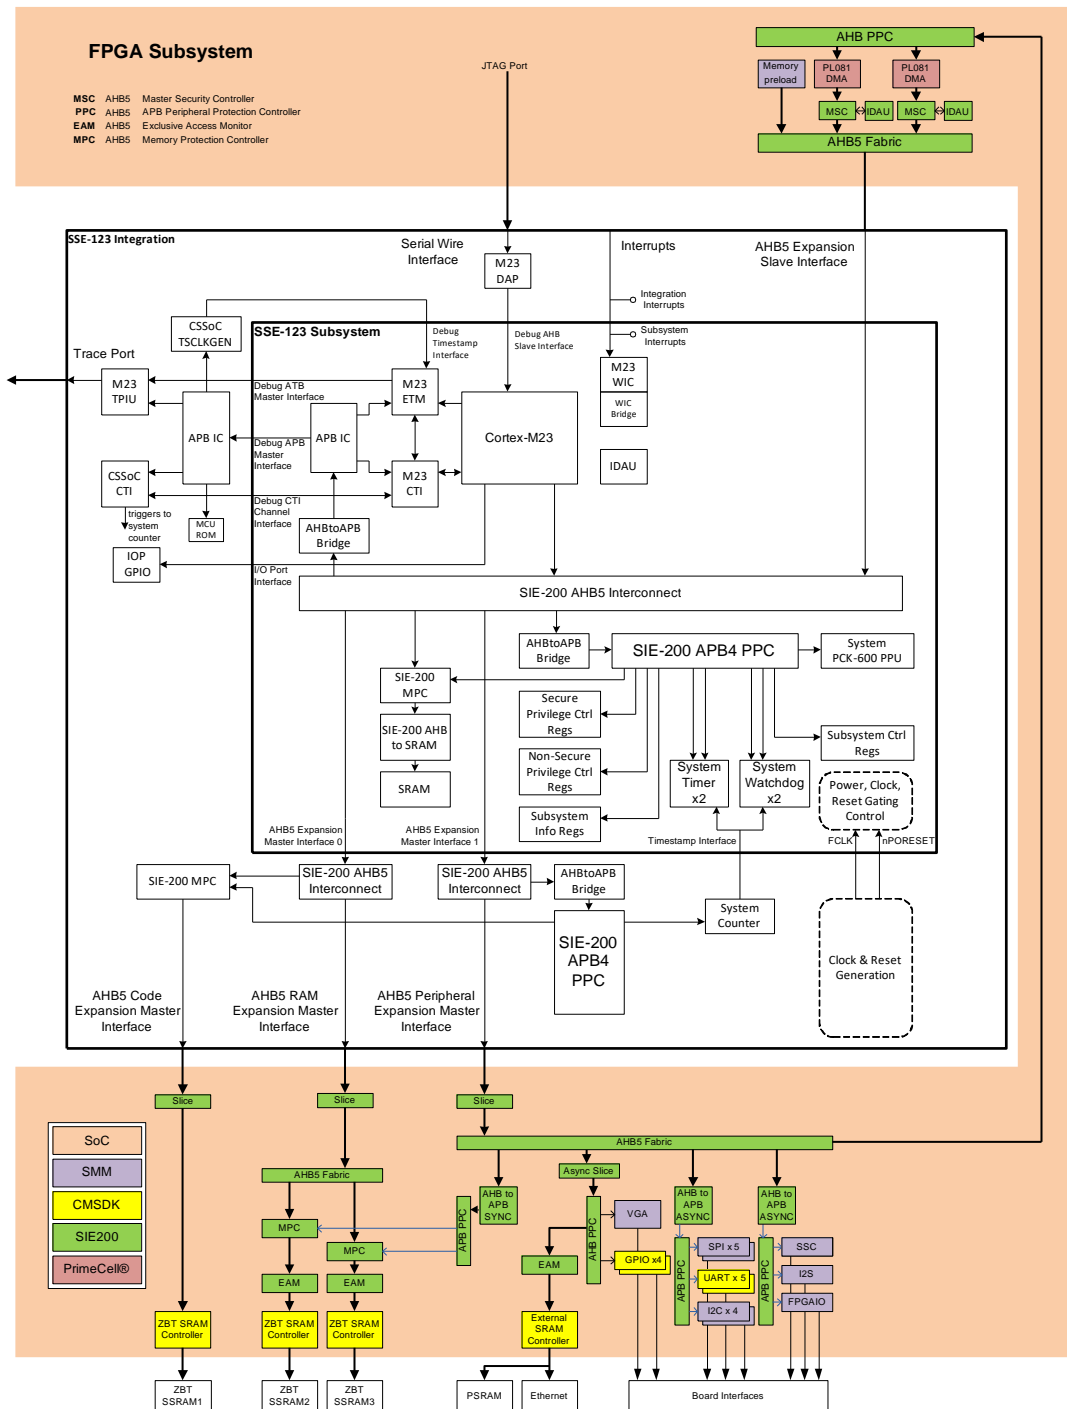 FPGA Subsystem
MSC AHB5 Master Security Controller
PPC AHB5 APB Peripheral Protection Controller
EAM AHB5 Exclusive Access Monitor
MPC AHB5 Memory Protection Controller
JTAG Port
AHB PPC
Memory
preload
PL081
DMA
PL081
DMA
MSC
IDAU
MSC
IDAU
AHB5 Fabric
SSE-123 Integration
Serial Wire
Interface
Interrupts
AHB5 Expansion
Slave Interface
M23
DAP
Integration
Interrupts
CSSoC
TSCLKGEN
SSE-123 Subsystem
Debug
Timestamp
Interface
Debug AHB
Slave Interface
Subsystem
Interrupts
Trace Port
M23
TPIU
Debug ATB
Master Interface
M23
ETM
M23
WIC
WIC
Bridge
APB IC
Debug APB
Master
Interface
APB IC
Cortex-M23
IDAU
CSSoC
CTI
M23
CTI
triggers to
system
counter
MCU
ROM
Debug CTI
Channel
Interface
AHBtoAPB
Bridge
IOP
GPIO
I/O Port
Interface
SIE-200 AHB5 Interconnect
AHBtoAPB
Bridge
SIE-200 APB4 PPC
System
PCK-600 PPU
SIE-200
MPC
Secure
Privilege Ctrl
Regs
SIE-200 AHB
to SRAM
Subsystem Ctrl
Regs
Non-Secure
Privilege Ctrl
Regs
System
Timer
x2
System
Watchdog
x2
SRAM
Power, Clock,
Reset Gating
Control
Subsystem
Info Regs
AHB5 Expansion
Master Interface 0
AHB5 Expansion
Master Interface 1
Timestamp Interface
FCLK
nPORESET
SIE-200 MPC
SIE-200 AHB5
Interconnect
SIE-200 AHB5
Interconnect
AHBtoAPB
Bridge
System
Counter
SIE-200
APB4
PPC
Clock & Reset
Generation
AHB5 Code
Expansion Master
Interface
AHB5 RAM
Expansion Master
Interface
AHB5 Peripheral
Expansion Master
Interface
Slice
Slice
Slice
SoC
SMM
CMSDK
SIE200
PrimeCell®
AHB5 Fabric
AHB5 Fabric
Async Slice
AHB to
APB
SYNC
AHB to
APB
ASYNC
AHB to
APB
ASYNC
APB PPC
AHB PPC
VGA
MPC
MPC
APB PPC
SPI x 5
APB PPC
SSC
GPIO x4
EAM
UART x 5
I2S
EAM
EAM
I2C x 4
FPGAIO
ZBT SRAM
Controller
ZBT SRAM
Controller
ZBT SRAM
Controller
External
SRAM
Controller
ZBT
SSRAM1
ZBT
SSRAM2
ZBT
SSRAM3
PSRAM
Ethernet
Board Interfaces